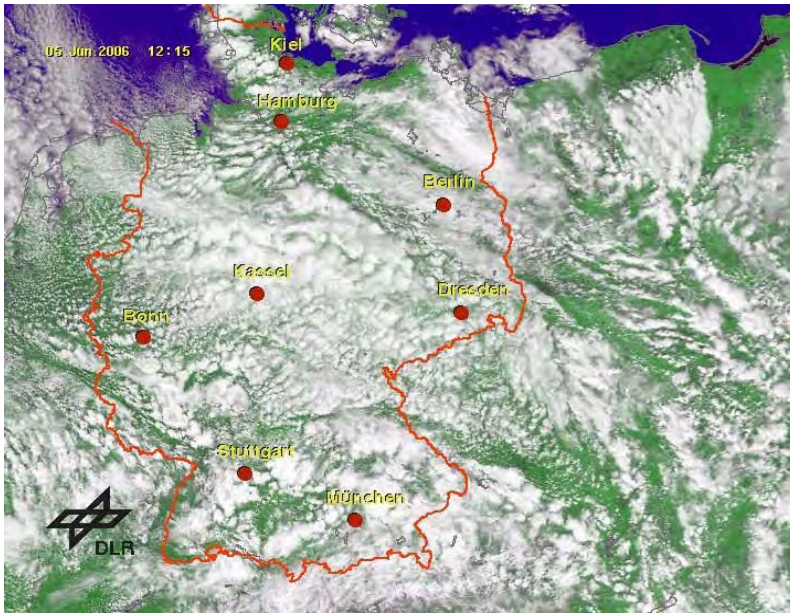 05.Jun.2006 12:15
Kiel
Hamburg
Berlin
Kassel
Dresden
Bonn
Stuttgart
München
DLR